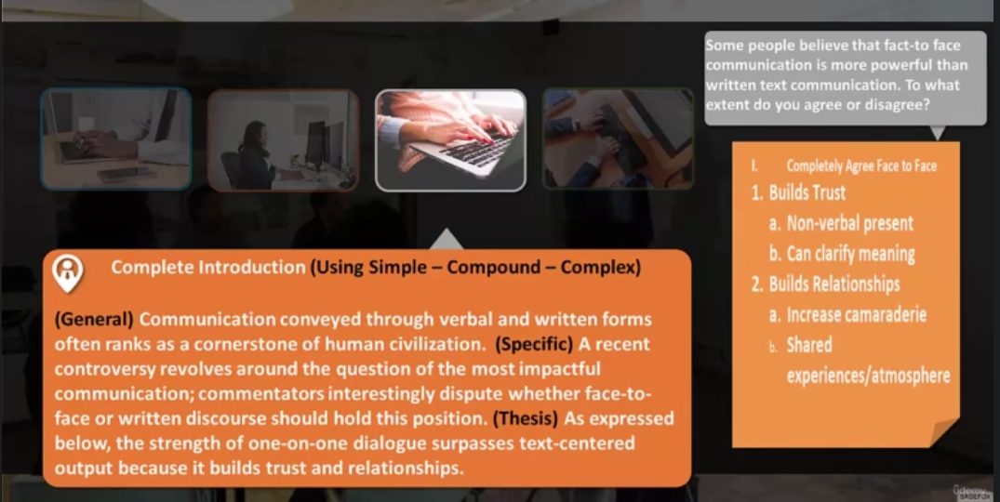 Some people believe that fact-to face
communication is more powerful than
written text communication. To what
extent do you agree or disagree?
I. Completely Agree Face to Face
1. Builds Trust
a. Non-verbal present
b. Can clarify meaning
2. Builds Relationships
a. Increase camaraderie
b. Shared
experiences/atmosphere
Complete Introduction (Using Simple – Compound – Complex)
(General) Communication conveyed through verbal and written forms
often ranks as a cornerstone of human civilization. (Specific) A recent
controversy revolves around the question of the most impactful
communication; commentators interestingly dispute whether face-to-
face or written discourse should hold this position. (Thesis) As expressed
below, the strength of one-on-one dialogue surpasses text-centered
output because it builds trust and relationships.
ûdemy